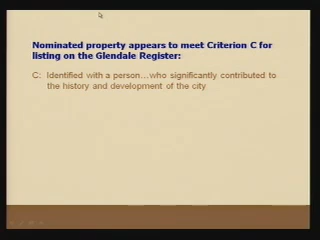 Nominated property appears to meet Criterion C for
listing on the Glendale Register:
C: Identified with a person…who significantly contributed to
the history and development of the city